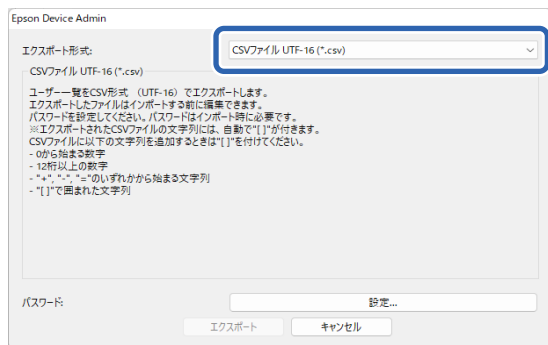 Epson Device Admin
エクスポート形式:
CSVファイル UTF-16 (*.csv)
CSVファイル UTF-16 (*.csv)
ユーザー一覧をCSV形式 （UTF-16）でエクスポートします。
エクスポートしたファイルはインポートする前に編集できます。
パスワードを設定してください。パスワードはインポート時に必要です。
※エクスポートされたCSVファイルの文字列には、自動で"[ ]"が付きます。
CSVファイルに以下の文字列を追加するときは"[ ]"を付けてください。
- 0から始まる数字
- 12桁以上の数字
- "+", "-", "="のいずれかから始まる文字列
- "[ ]"で囲まれた文字列
パスワード:
設定...
エクスポート
キャンセル